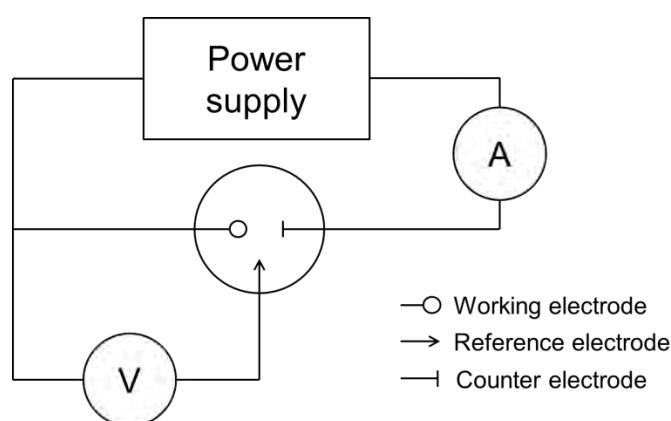 Power
supply
A
V
Working electrode
Reference electrode
Counter electrode